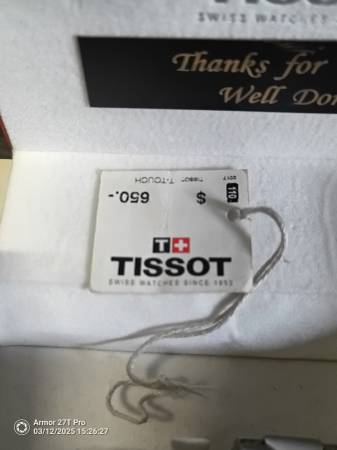 SWISS WATCHES
Thanks for
Well Don
TISSOT T-TOUCH 2017
110
$ 650.-
T+
TISSOT
SWISS WATCHES SINCE 1853
Armor 27T Pro
03/12/2025 15:26:27